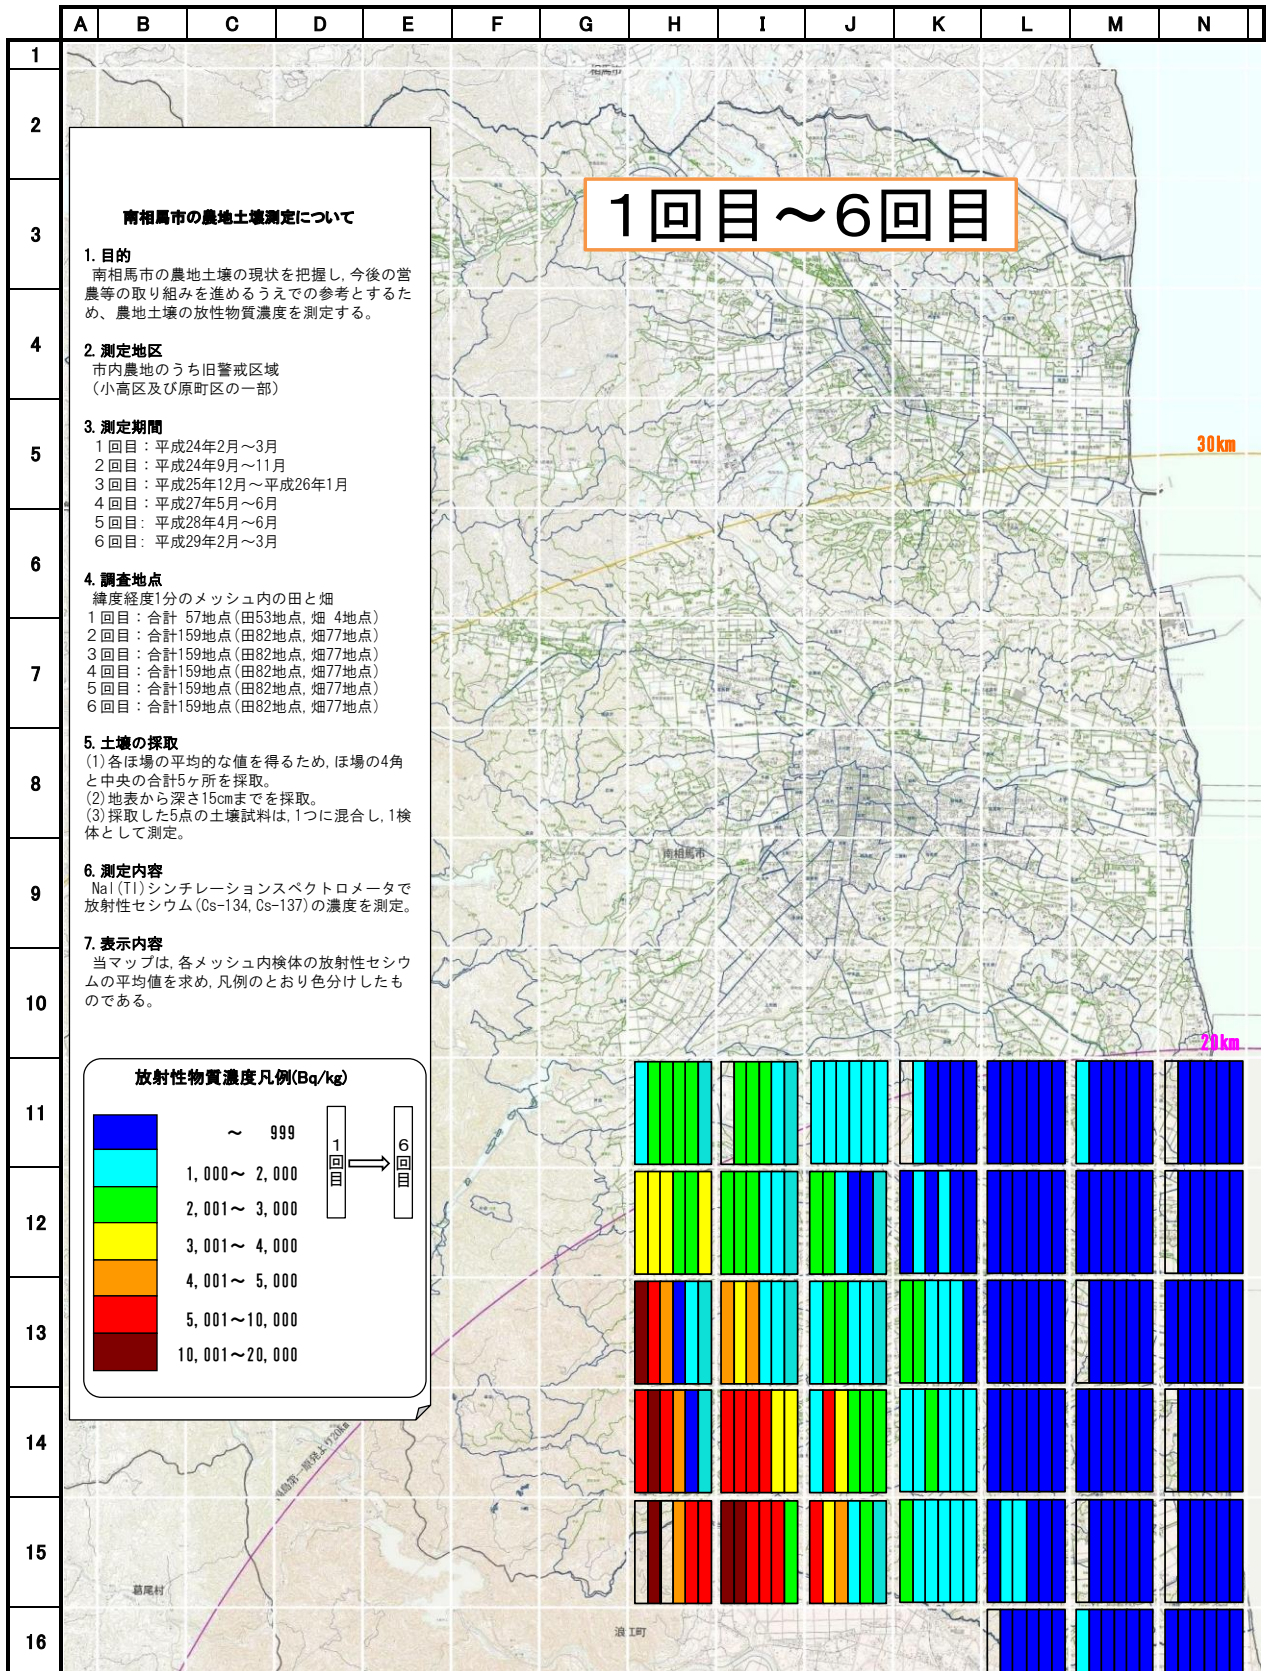 A B C D E F G H I J K L M N
1
2
3
4
5
6
7
8
9
10
11
12
13
14
15
16
1回目～6回目
南相馬市の農地土壌測定について
1. 目的
南相馬市の農地土壌の現状を把握し, 今後の営
農等の取り組みを進めるうえでの参考とするた
め、農地土壌の放性物質濃度を測定する。
2. 測定地区
市内農地のうち旧警戒区域
（小高区及び原町区の一部）
3. 測定期間
1回目：平成24年2月～3月
2回目：平成24年9月～11月
3回目：平成25年12月～平成26年1月
4回目：平成27年5月～6月
5回目：平成28年4月～6月
6回目：平成29年2月～3月
4. 調査地点
緯度経度1分のメッシュ内の田と畑
1回目：合計 57地点(田53地点, 畑 4地点)
2回目：合計159地点(田82地点, 畑77地点)
3回目：合計159地点(田82地点, 畑77地点)
4回目：合計159地点(田82地点, 畑77地点)
5回目：合計159地点(田82地点, 畑77地点)
6回目：合計159地点(田82地点, 畑77地点)
5. 土壌の採取
(1)各ほ場の平均的な値を得るため, ほ場の4角
と中央の合計5ヶ所を採取。
(2)地表から深さ15cmまでを採取。
(3)採取した5点の土壌試料は, 1つに混合し, 1検
体として測定。
6. 測定内容
NaI(Tl)シンチレーションスペクトロメータで
放射性セシウム(Cs-134, Cs-137)の濃度を測定。
7. 表示内容
当マップは, 各メッシュ内検体の放射性セシウ
ムの平均値を求め, 凡例のとおり色分けしたも
のである。
放射性物質濃度凡例(Bq/kg)
～ 999
1,000～ 2,000
2,001～ 3,000
3,001～ 4,000
4,001～ 5,000
5,001～10,000
10,001～20,000
1回目
6回目
相馬市
30km
南相馬市
20km
福島第一原発より20km
葛尾村
浪江町